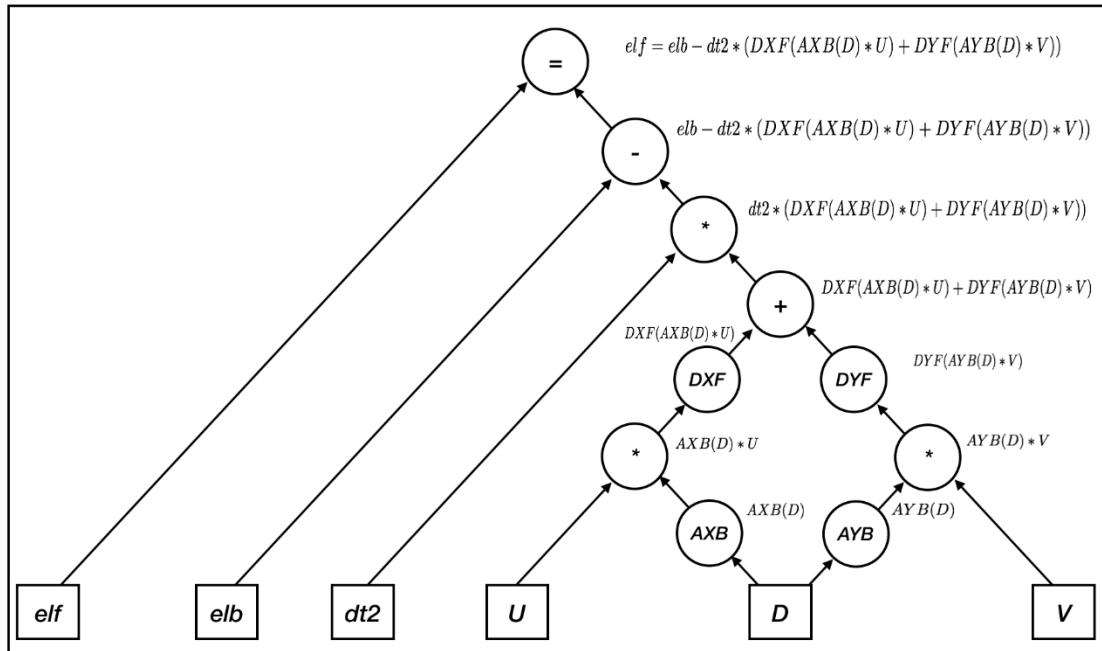 elf = elb − dt2 * (DXF(AXB(D) * U) + DYF(AYB(D) * V))
=
elb − dt2 * (DXF(AXB(D) * U) + DYF(AYB(D) * V))
-
dt2 * (DXF(AXB(D) * U) + DYF(AYB(D) * V))
*
DXF(AXB(D) * U) + DYF(AYB(D) * V)
+
DXF(AXB(D) * U)
DYF(AYB(D) * V)
DXF
DYF
AXB(D) * U
AYB(D) * V
*
*
AXB(D)
AYB(D)
AXB
AYB
elf
elb
dt2
U
D
V